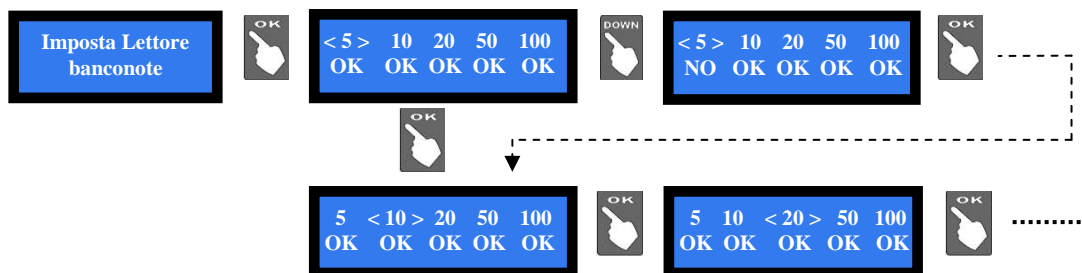 Imposta Lettore
banconote
OK
< 5 > 10 20 50 100
OK OK OK OK OK
DOWN
< 5 > 10 20 50 100
NO OK OK OK OK
OK
OK
5 < 10 > 20 50 100
OK OK OK OK OK
OK
5 10 < 20 > 50 100
OK OK OK OK OK
OK
..........